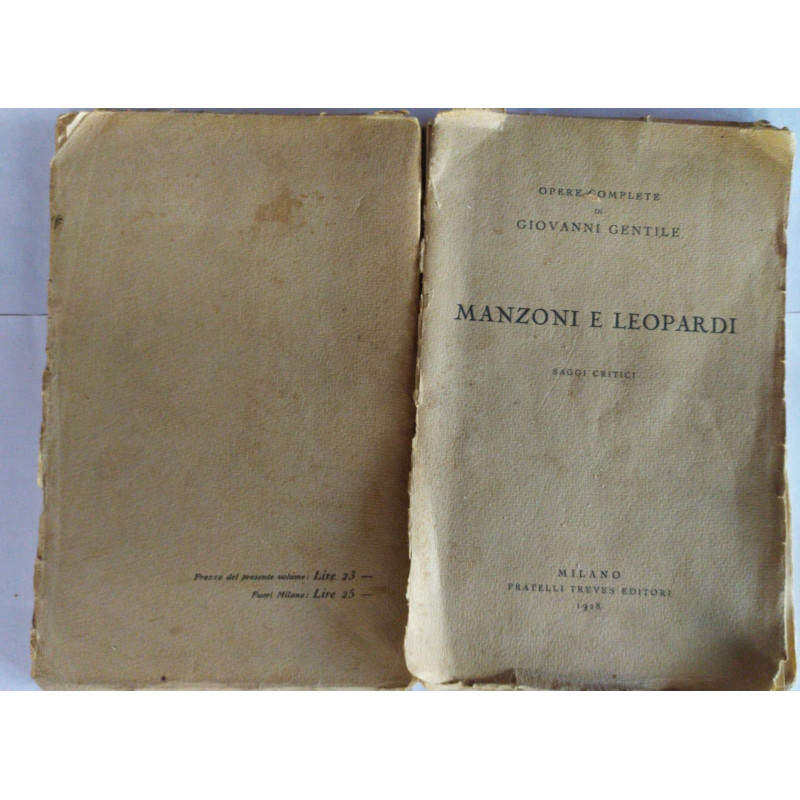 Prezzo del presente volume: Lire 23 —
Fuori Milano: Lire 25 —
OPERE COMPLETE
DI
GIOVANNI GENTILE
MANZONI E LEOPARDI
SAGGI CRITICI
MILANO
FRATELLI TREVES EDITORI
1928